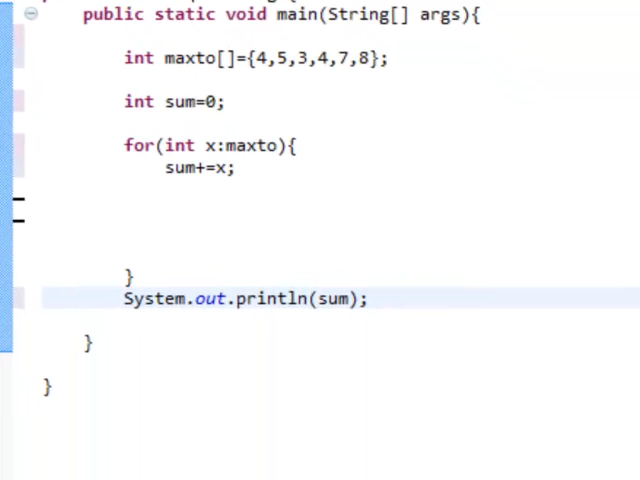 public static void main(String[] args){
int maxto[]={4,5,3,4,7,8};
int sum=0;
for(int x:maxto){
sum+=x;
}
System.out.println(sum);
}
}